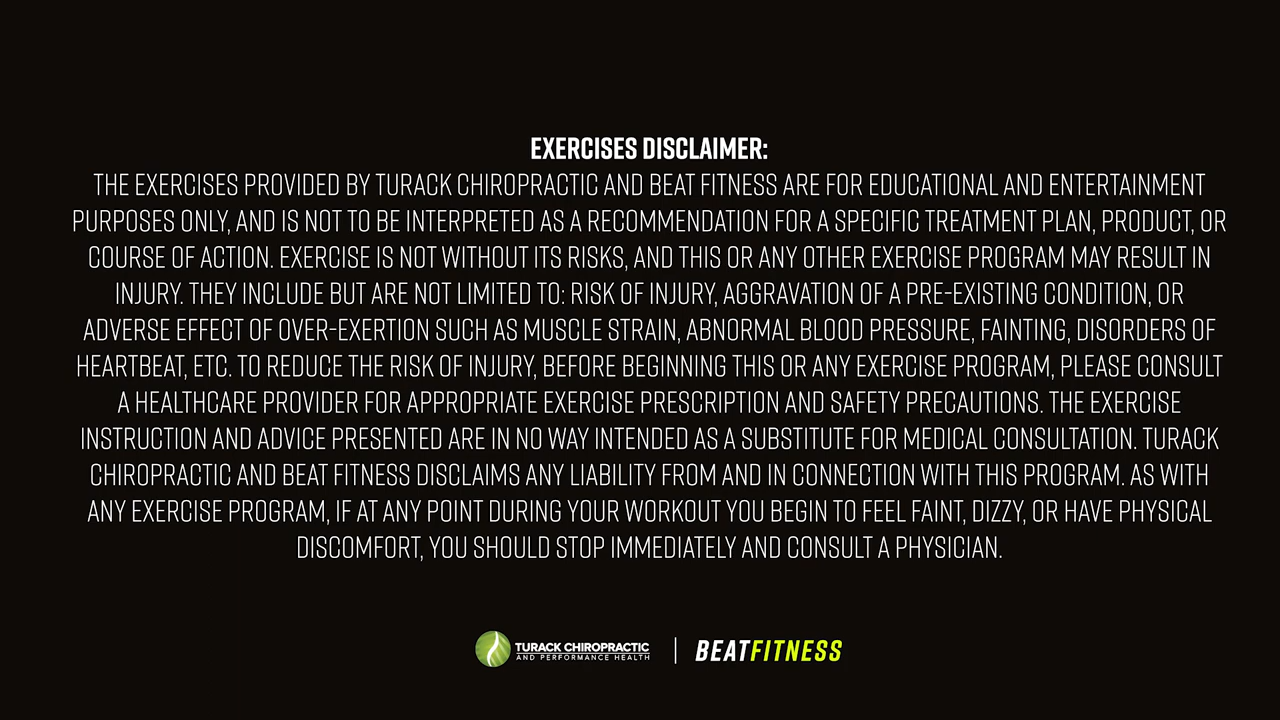 EXERCISES DISCLAIMER:
THE EXERCISES PROVIDED BY TURACK CHIROPRACTIC AND BEAT FITNESS ARE FOR EDUCATIONAL AND ENTERTAINMENT
PURPOSES ONLY, AND IS NOT TO BE INTERPRETED AS A RECOMMENDATION FOR A SPECIFIC TREATMENT PLAN, PRODUCT, OR
COURSE OF ACTION. EXERCISE IS NOT WITHOUT ITS RISKS, AND THIS OR ANY OTHER EXERCISE PROGRAM MAY RESULT IN
INJURY. THEY INCLUDE BUT ARE NOT LIMITED TO: RISK OF INJURY, AGGRAVATION OF A PRE-EXISTING CONDITION, OR
ADVERSE EFFECT OF OVER-EXERTION SUCH AS MUSCLE STRAIN, ABNORMAL BLOOD PRESSURE, FAINTING, DISORDERS OF
HEARTBEAT, ETC. TO REDUCE THE RISK OF INJURY, BEFORE BEGINNING THIS OR ANY EXERCISE PROGRAM, PLEASE CONSULT
A HEALTHCARE PROVIDER FOR APPROPRIATE EXERCISE PRESCRIPTION AND SAFETY PRECAUTIONS. THE EXERCISE
INSTRUCTION AND ADVICE PRESENTED ARE IN NO WAY INTENDED AS A SUBSTITUTE FOR MEDICAL CONSULTATION. TURACK
CHIROPRACTIC AND BEAT FITNESS DISCLAIMS ANY LIABILITY FROM AND IN CONNECTION WITH THIS PROGRAM. AS WITH
ANY EXERCISE PROGRAM, IF AT ANY POINT DURING YOUR WORKOUT YOU BEGIN TO FEEL FAINT, DIZZY, OR HAVE PHYSICAL
DISCOMFORT, YOU SHOULD STOP IMMEDIATELY AND CONSULT A PHYSICIAN.
TURACK CHIROPRACTIC
AND PERFORMANCE HEALTH
BEATFITNESS